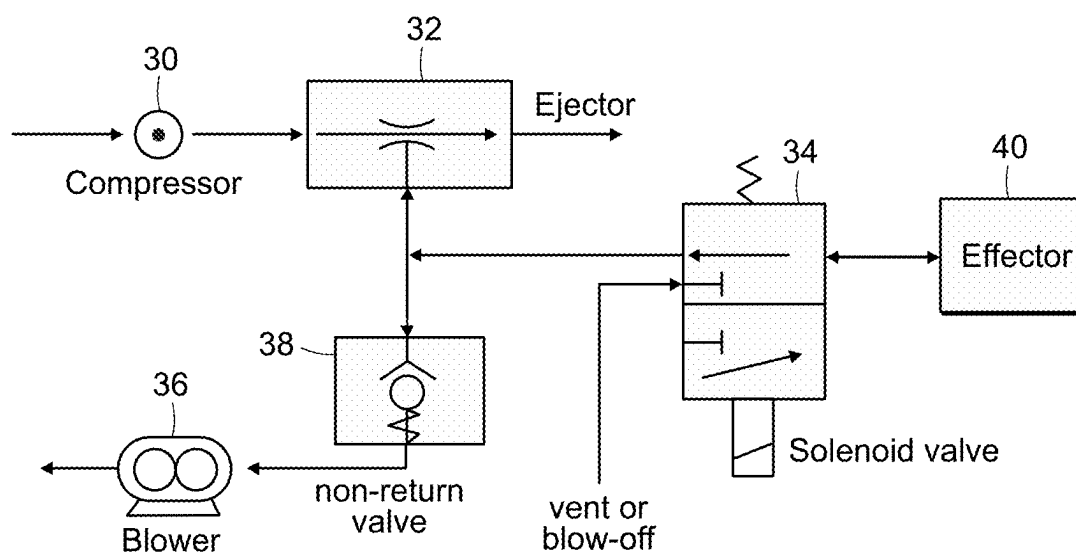 30
32
Ejector
Compressor
34
40
Effector
38
36
Solenoid valve
non-return
valve
vent or
blow-off
Blower